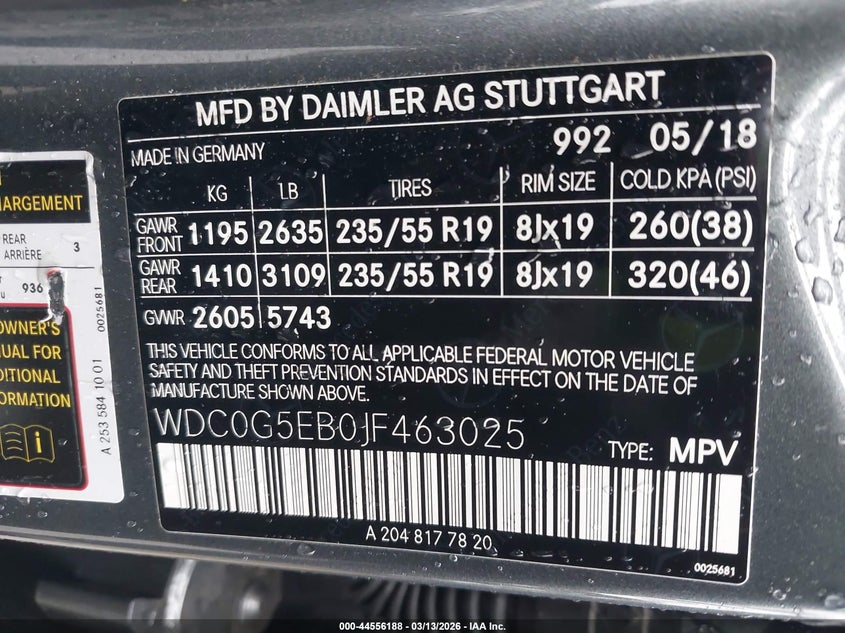 MFD BY DAIMLER AG STUTTGART
992 05/18
MADE IN GERMANY
KG LB TIRES RIM SIZE COLD KPA (PSI)
GAWR FRONT 1195 2635 235/55 R19 8Jx19 260(38)
GAWR REAR 1410 3109 235/55 R19 8Jx19 320(46)
GVWR 2605 5743
THIS VEHICLE CONFORMS TO ALL APPLICABLE FEDERAL MOTOR VEHICLE
SAFETY AND THEFT PREVENTION STANDARDS IN EFFECT ON THE DATE OF
MANUFACTURE SHOWN ABOVE.
WDC0G5EB0JF463025
TYPE: MPV
A 204 817 78 20
0025681
HARGEMENT
REAR
ARRIÈRE 3
936
OWNER'S
UAL FOR
DITIONAL
FORMATION
A 253 584 10 01 0025681
000-44556188 - 03/13/2026 - IAA Inc.